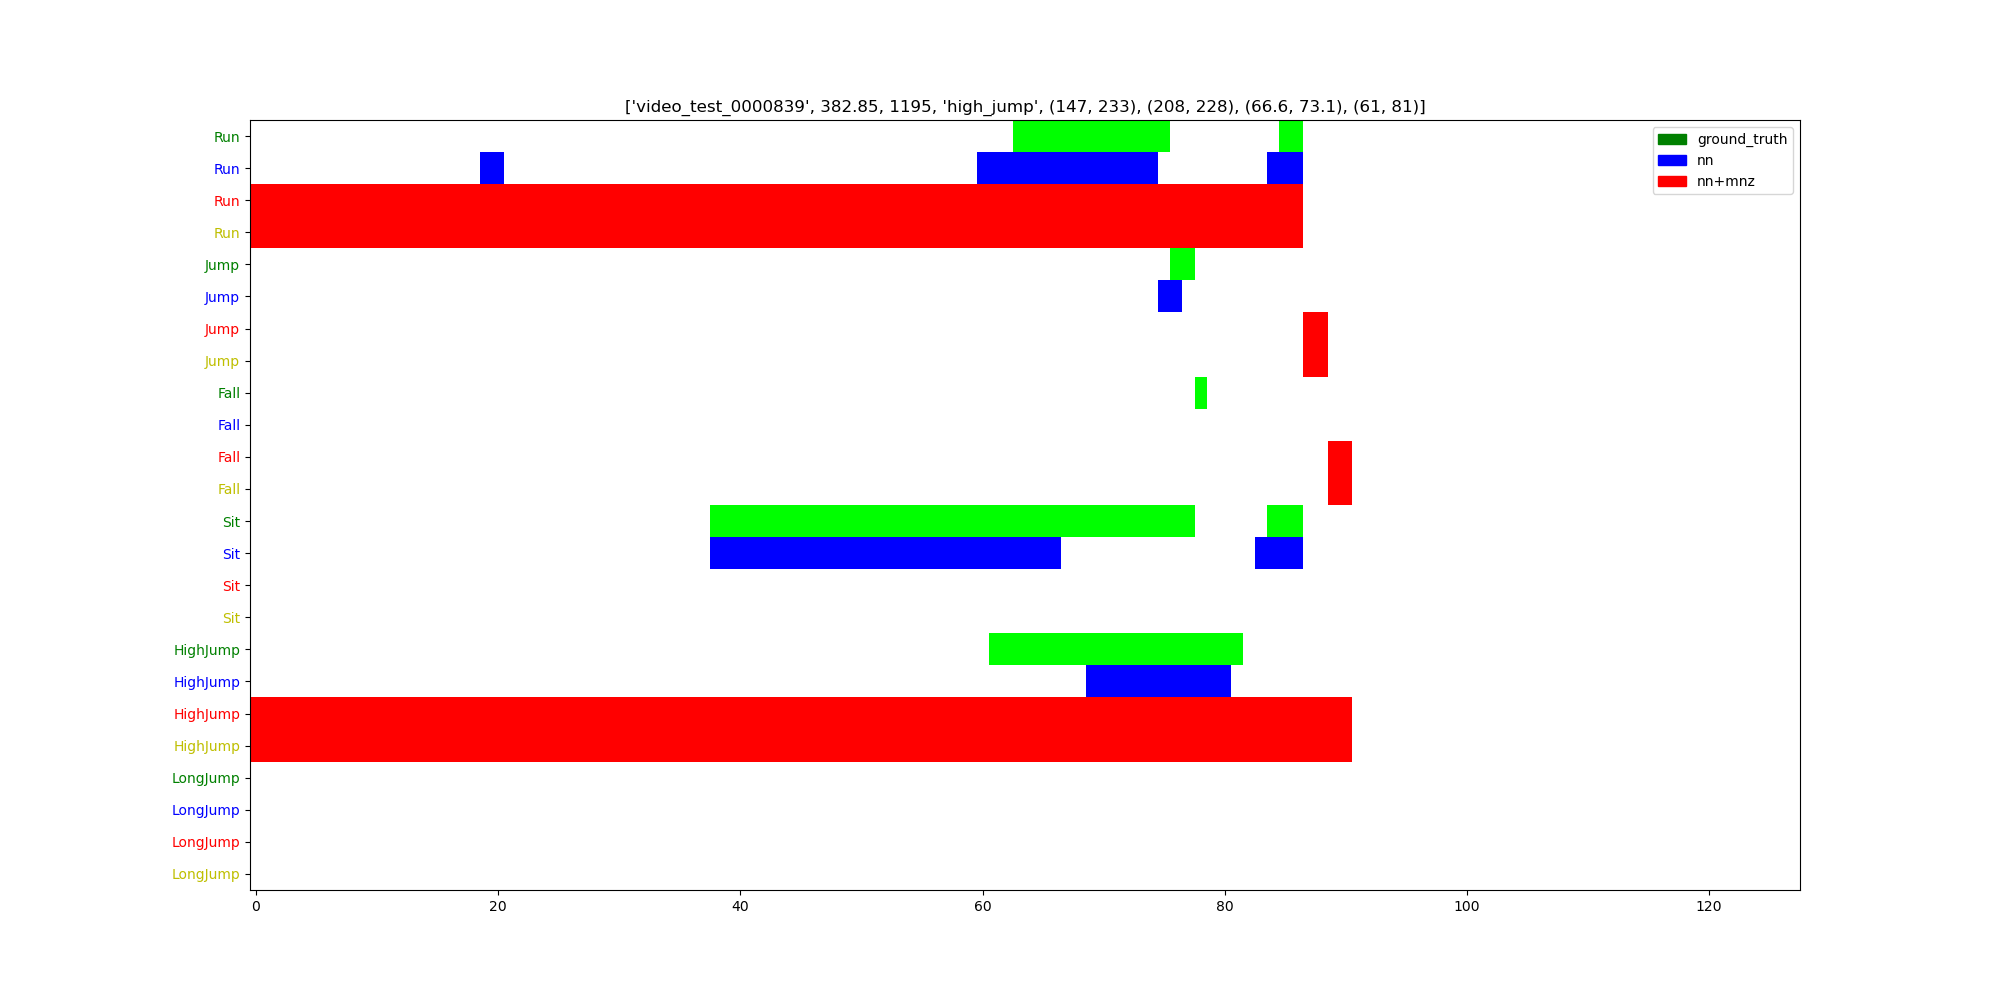 ['video_test_0000839', 382.85, 1195, 'high_jump', (147, 233), (208, 228), (66.6, 73.1), (61, 81)]
ground_truth
nn
nn+mnz
Run
Run
Run
Run
Jump
Jump
Jump
Jump
Fall
Fall
Fall
Fall
Sit
Sit
Sit
Sit
HighJump
HighJump
HighJump
HighJump
LongJump
LongJump
LongJump
LongJump
0 20 40 60 80 100 120